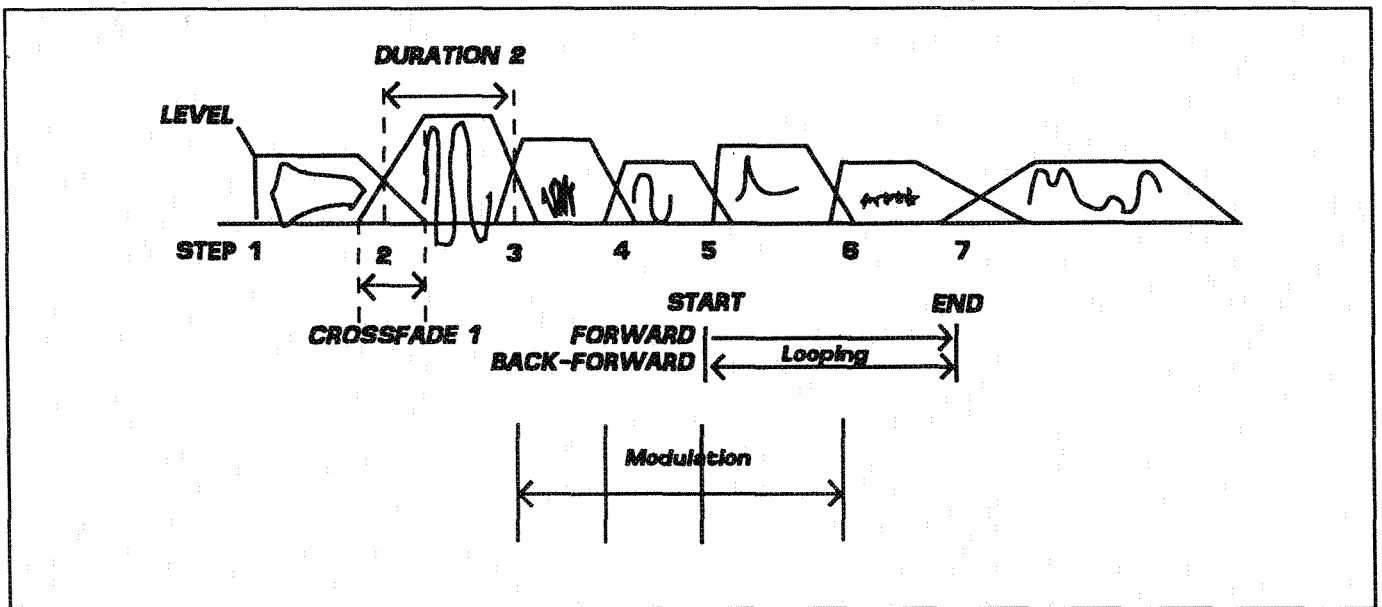 DURATION 2
LEVEL
STEP 1 2 3 4 5 6 7
START END
CROSSFADE 1 FORWARD
Looping
BACK-FORWARD
Modulation